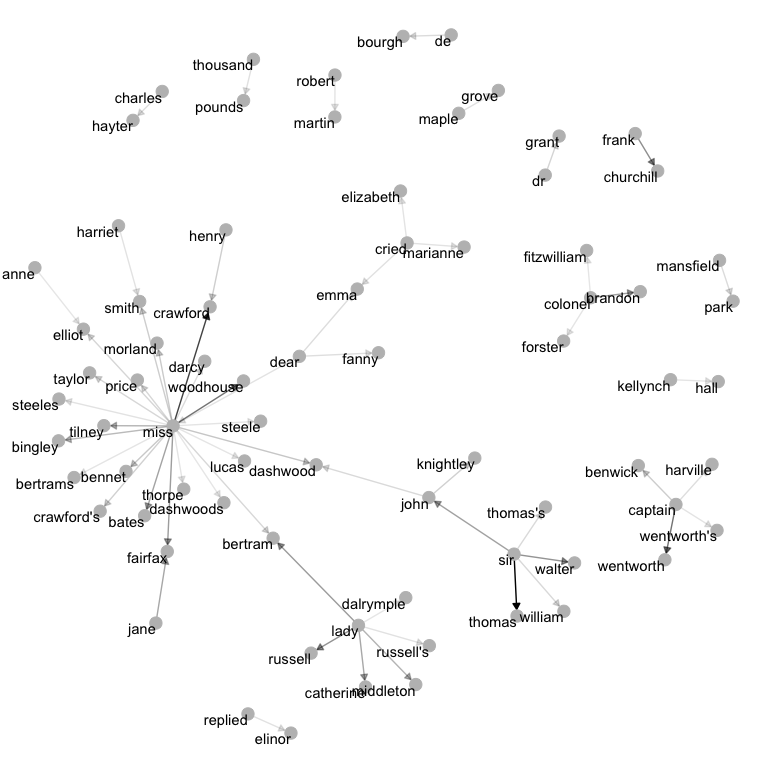 bourgh
de
thousand
robert
charles
grove
pounds
maple
martin
hayter
grant
frank
churchill
dr
elizabeth
harriet
henry
cried
marianne
fitzwilliam
mansfield
anne
emma
colonel
brandon
smith
crawford
park
elliot
morland
forster
darcy
dear
fanny
taylor
price
woodhouse
kellynch
hall
steeles
tilney
miss
steele
bingley
lucas
dashwood
knightley
benwick
harville
bertrams
bennet
thorpe
john
dashwoods
crawford's
bates
thomas's
captain
wentworth's
bertram
fairfax
sir
walter
wentworth
dalrymple
jane
lady
thomas
william
russell
russell's
catherine
middleton
replied
elinor